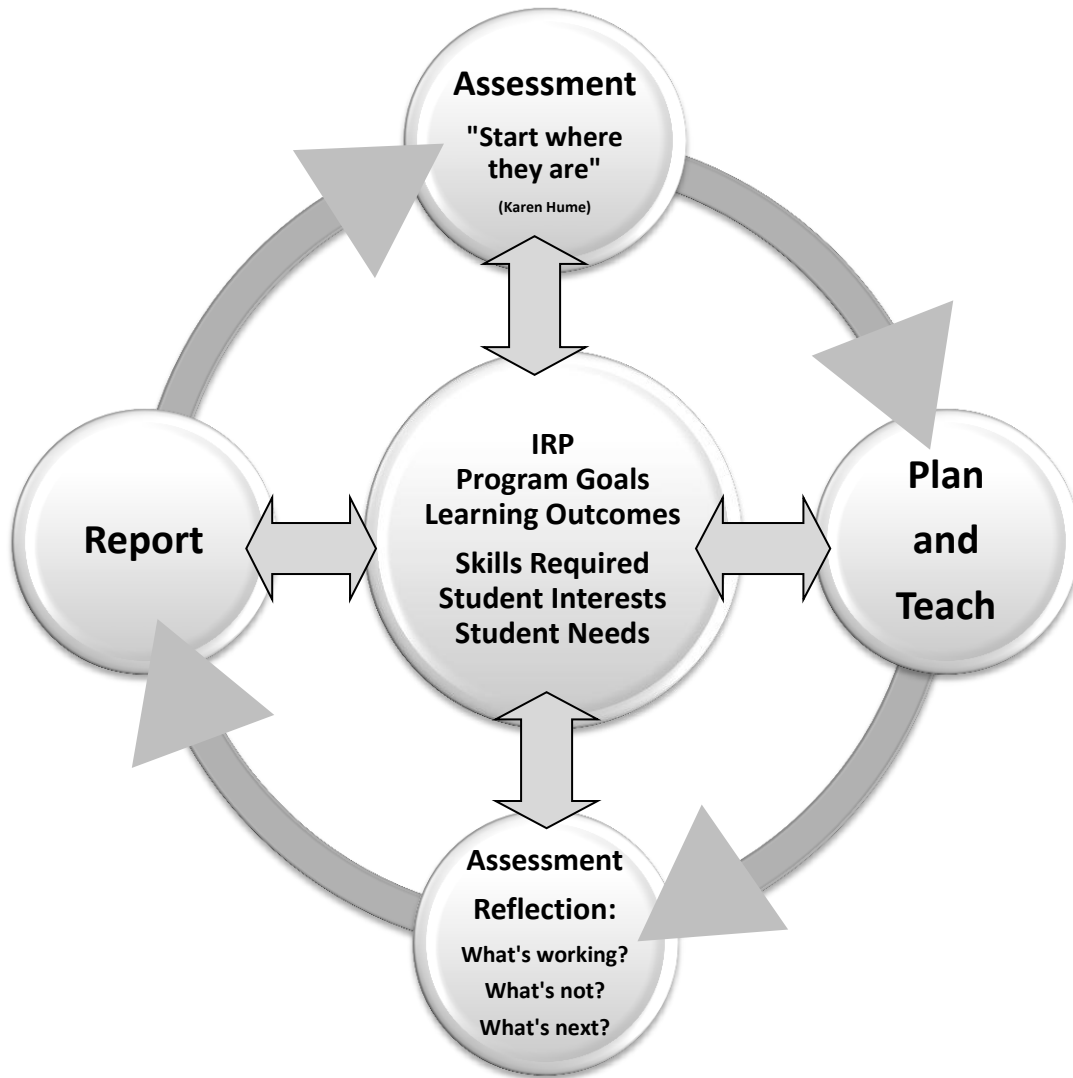 Assessment
"Start where
they are"
(Karen Hume)
IRP
Program Goals
Learning Outcomes
Skills Required
Student Interests
Student Needs
Report
Plan
and
Teach
Assessment
Reflection:
What's working?
What's not?
What's next?